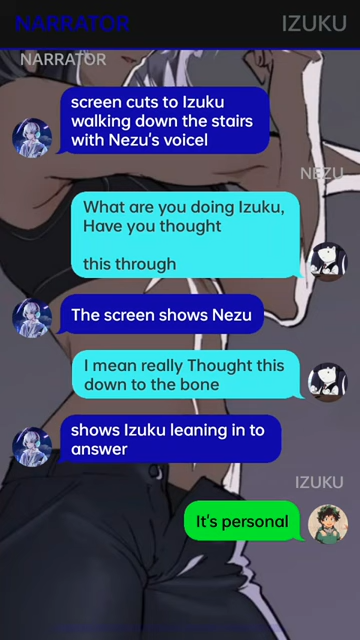 NARRATOR
IZUKU
NARRATOR
screen cuts to Izuku
walking down the stairs
with Nezu's voicel
NEZU
What are you doing Izuku,
Have you thought
this through
The screen shows Nezu
I mean really Thought this
down to the bone
shows Izuku leaning in to
answer
IZUKU
It's personal